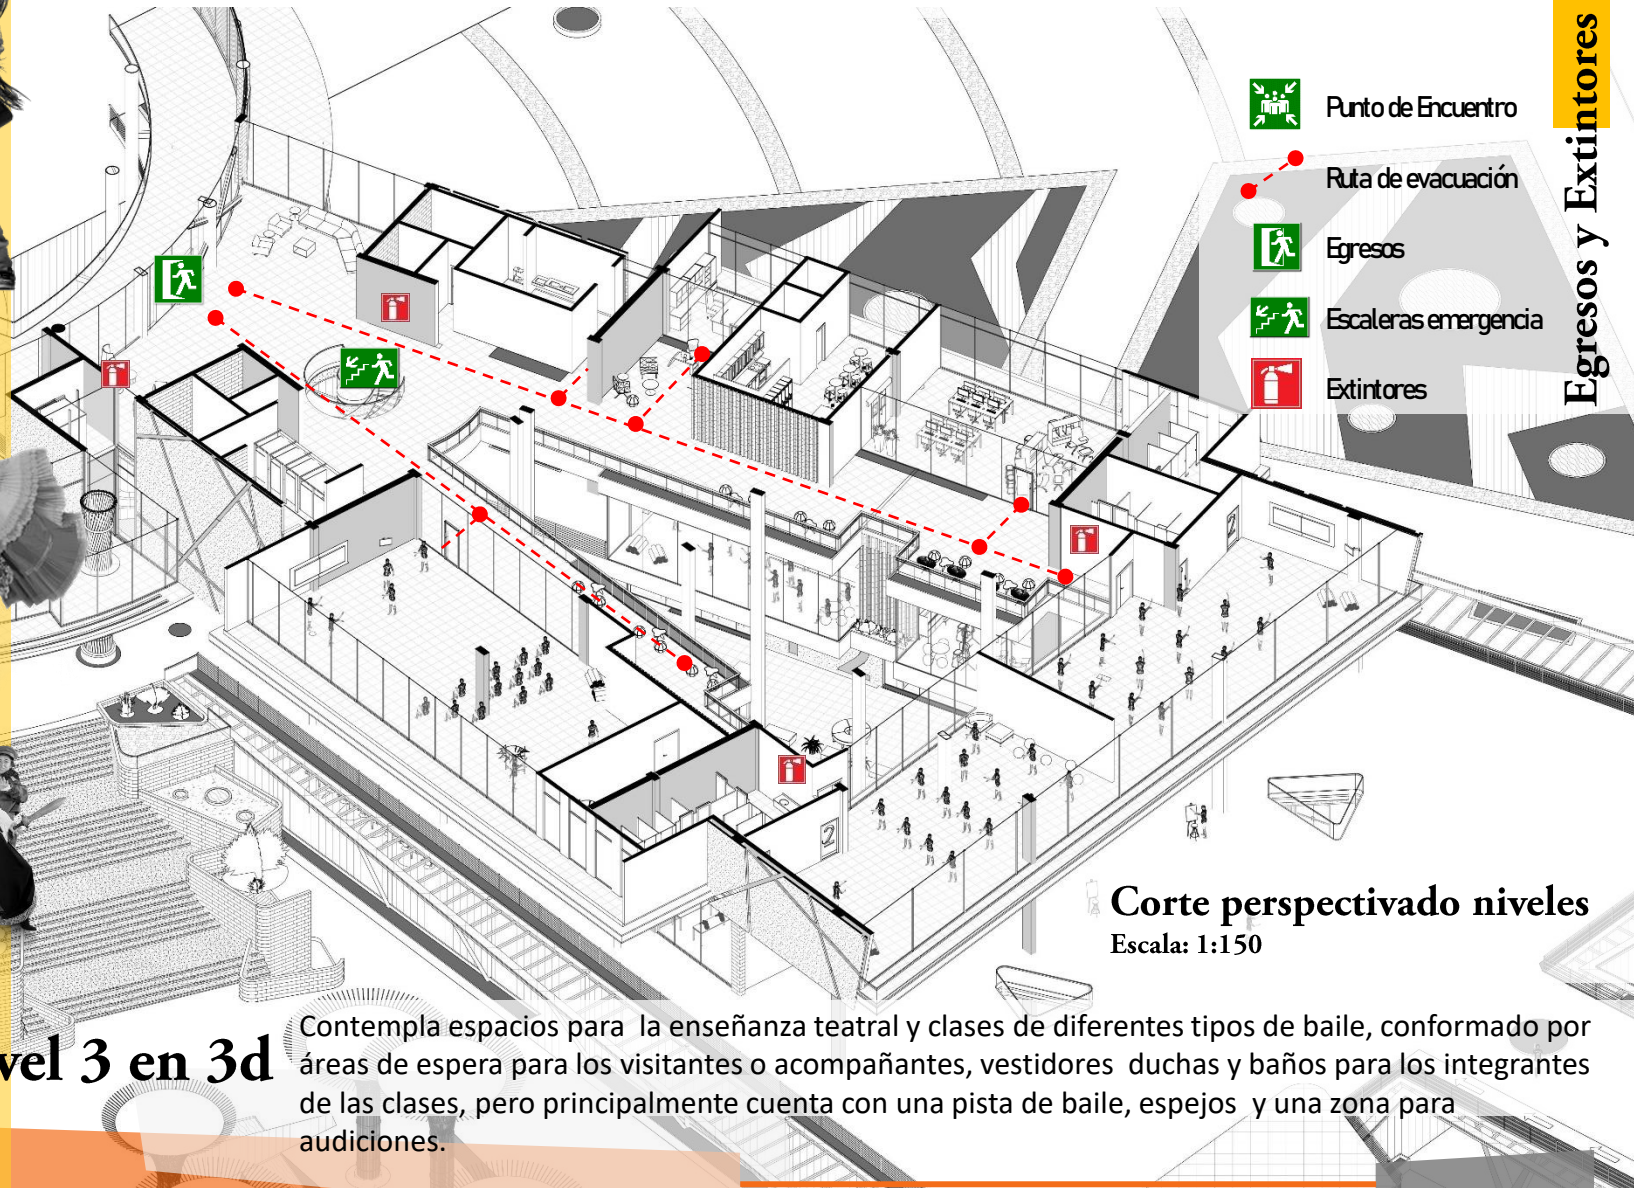 Egresos y Extintores
Punto de Encuentro
Ruta de evacuación
Egresos
Escaleras emergencia
Extintores
2
2
Corte perspectivado niveles
Escala: 1:150
vel 3 en 3d
Contempla espacios para la enseñanza teatral y clases de diferentes tipos de baile, conformado por
áreas de espera para los visitantes o acompañantes, vestidores duchas y baños para los integrantes
de las clases, pero principalmente cuenta con una pista de baile, espejos y una zona para
audiciones.